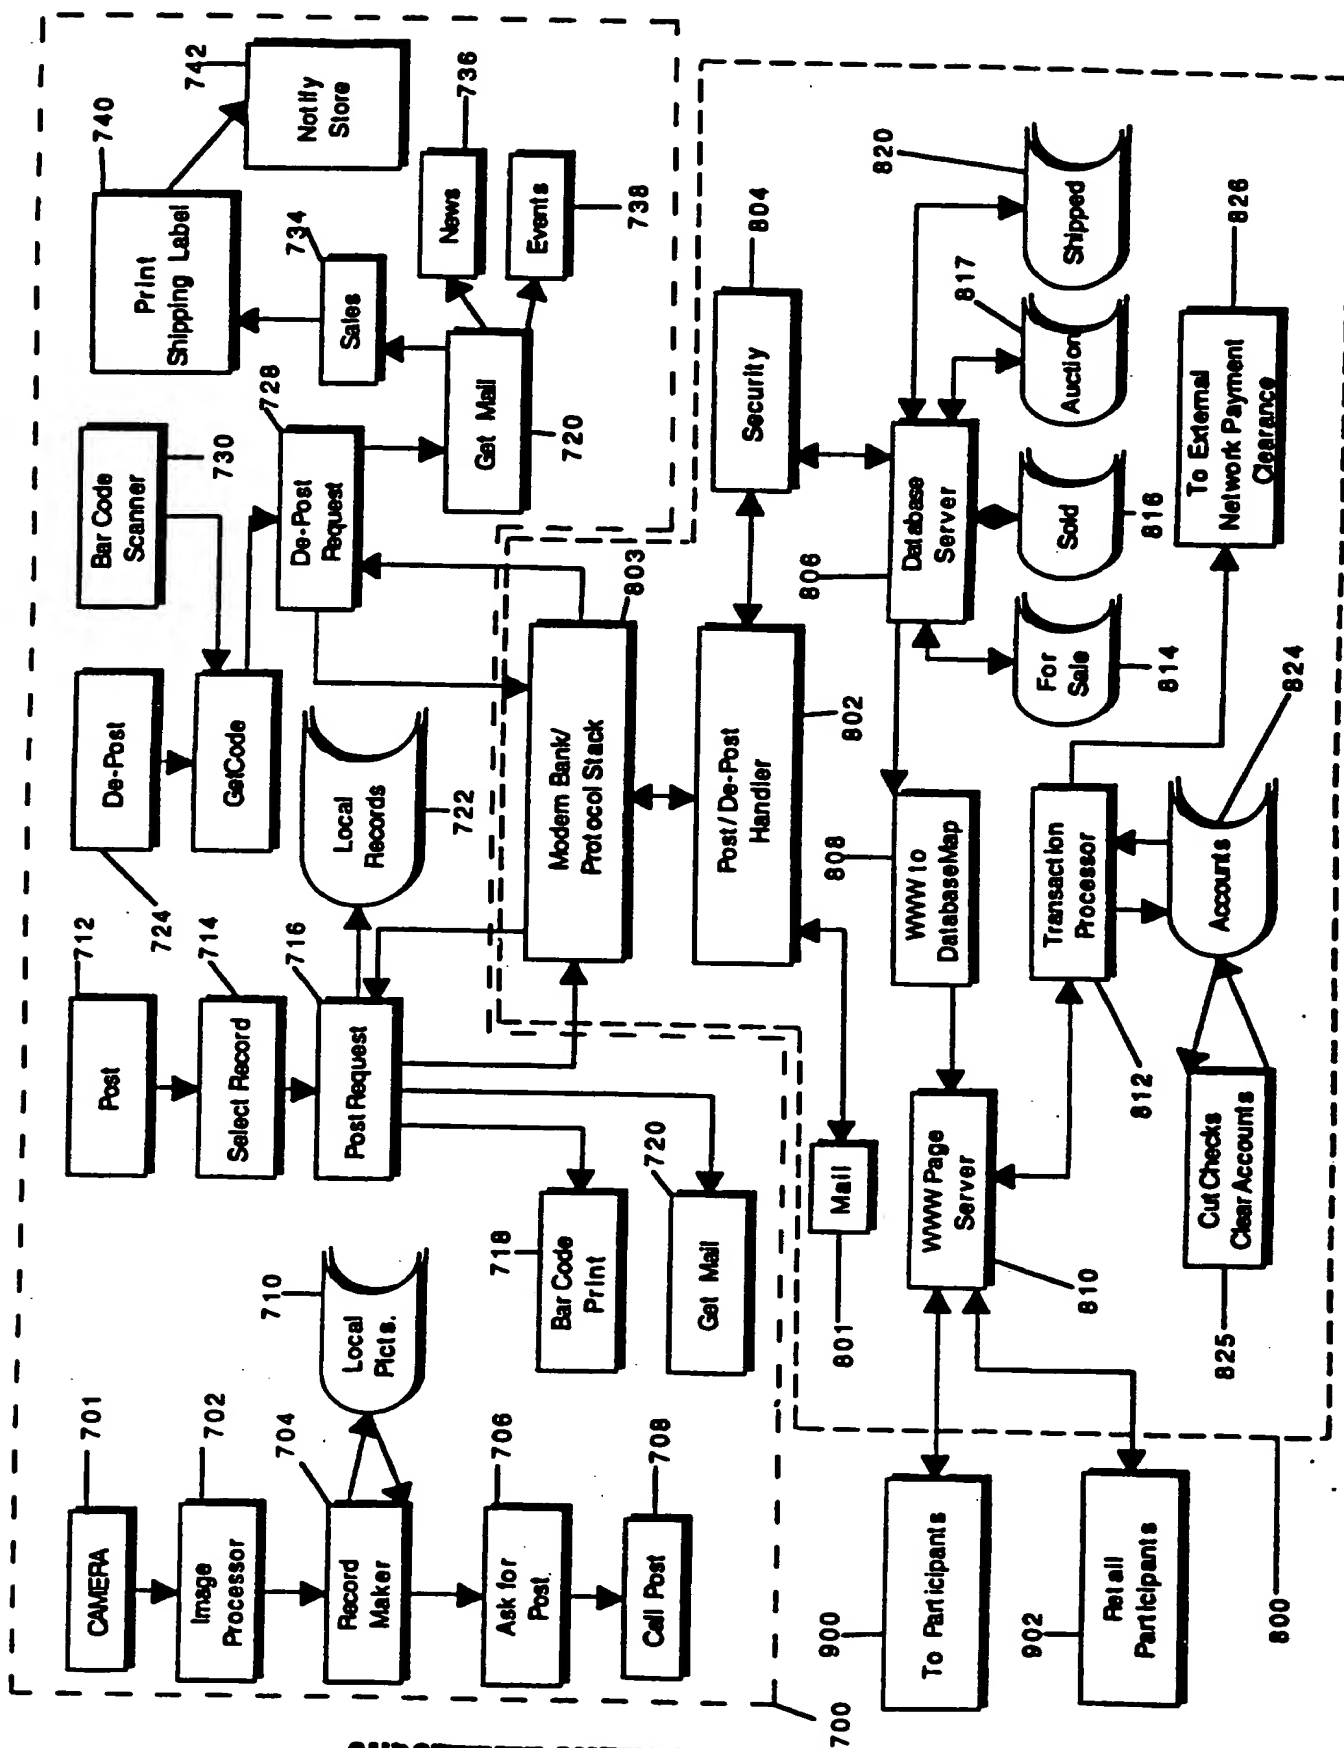 CAMERA
701
Image
Processor
702
Record
Maker
704
Ask for
Post
706
Call Post
708
Local
Picts.
710
Post
712
Select Record
714
Post Request
716
Bar Code
Print
718
Get Mail
720
Local
Records
722
De-Post
724
GetCode
Bar Code
Scanner
730
De-Post
Request
728
Get Mail
720
Sales
734
News
736
Events
738
Print
Shipping Label
740
Notify
Store
742
700
Modem Bank/
Protocol Stack
803
Post/De-Post
Handler
802
Security
804
Mail
801
Database
Server
806
WWW to
DatabaseMap
808
WWW Page
Server
810
Transaction
Processor
812
For
Sale
814
Sold
816
Auction
817
Shipped
820
Accounts
824
Cut Checks
Clear Accounts
825
To External
Network Payment
Clearance
826
To Participants
900
Retail
Participants
902
800